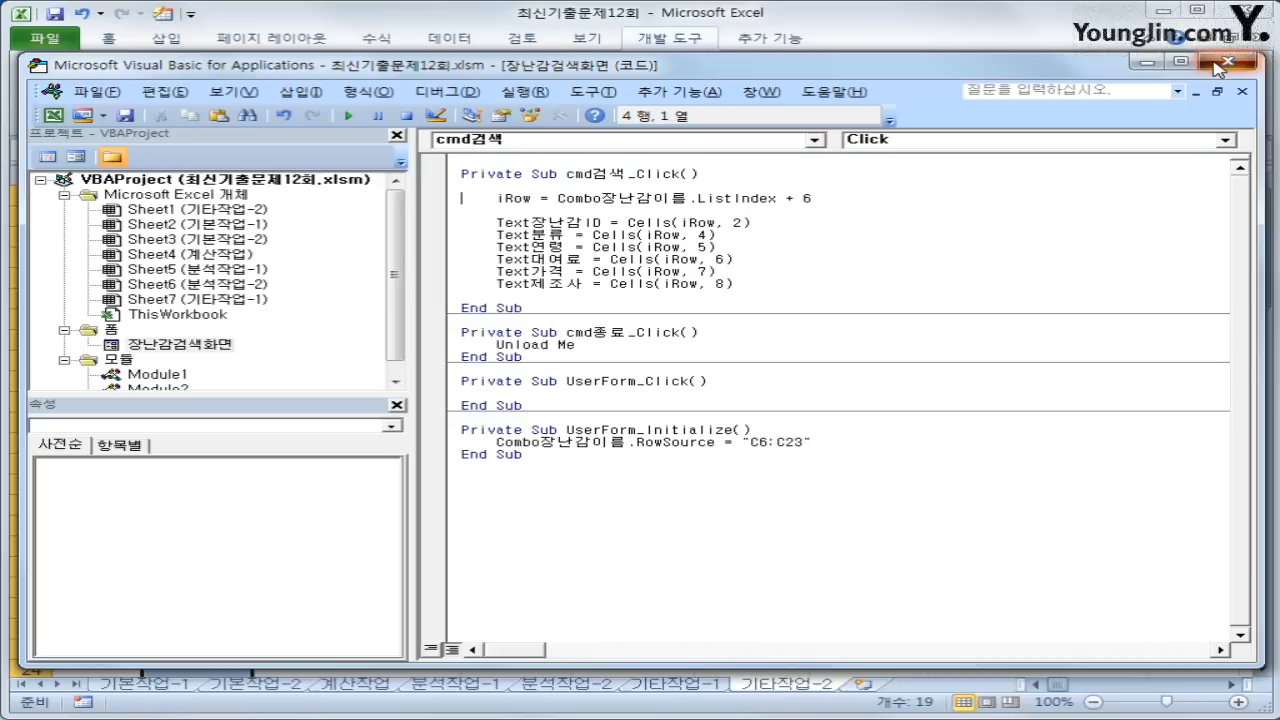 최신기출문제12회 - Microsoft Excel
파일 홈 삽입 페이지 레이아웃 수식 데이터 검토 보기 개발 도구 추가 기능
YoungJin.com Y.
Microsoft Visual Basic for Applications - 최신기출문제12회.xlsm - [장난감검색화면 (코드)]
파일(F) 편집(E) 보기(V) 삽입(I) 형식(O) 디버그(D) 실행(R) 도구(T) 추가 기능(A) 창(W) 도움말(H) 질문을 입력하십시오.
4 행, 1 열
프로젝트 - VBAProject
cmd검색 Click
VBAProject (최신기출문제12회.xlsm)
Microsoft Excel 개체
Sheet1 (기타작업-2)
Sheet2 (기본작업-1)
Sheet3 (기본작업-2)
Sheet4 (계산작업)
Sheet5 (분석작업-1)
Sheet6 (분석작업-2)
Sheet7 (기타작업-1)
ThisWorkbook
폼
장난감검색화면
모듈
Module1
Module2
속성
사전순 항목별
Private Sub cmd검색_Click()
iRow = Combo장난감이름.ListIndex + 6
Text장난감ID = Cells(iRow, 2)
Text분류 = Cells(iRow, 4)
Text연령 = Cells(iRow, 5)
Text대여료 = Cells(iRow, 6)
Text가격 = Cells(iRow, 7)
Text제조사 = Cells(iRow, 8)
End Sub
Private Sub cmd종료_Click()
Unload Me
End Sub
Private Sub UserForm_Click()
End Sub
Private Sub UserForm_Initialize()
Combo장난감이름.RowSource = "C6:C23"
End Sub
24
기본작업-1 기본작업-2 계산작업 분석작업-1 분석작업-2 기타작업-1 기타작업-2
준비 개수: 19 100%